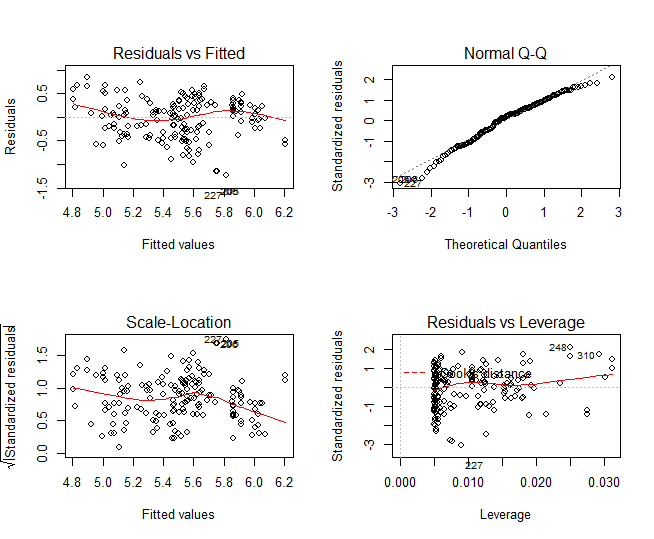 Residuals vs Fitted
Residuals
0.5
-0.5
-1.5
227
4.8 5.0 5.2 5.4 5.6 5.8 6.0 6.2
Fitted values
Normal Q-Q
Standardized residuals
2
1
0
-1
-3
227
-3 -2 -1 0 1 2 3
Theoretical Quantiles
Scale-Location
√|Standardized residuals|
1.5
1.0
0.5
0.0
227
4.8 5.0 5.2 5.4 5.6 5.8 6.0 6.2
Fitted values
Residuals vs Leverage
Standardized residuals
2
1
0
-1
-3
248
310
Cook's distance
227
0.000 0.010 0.020 0.030
Leverage